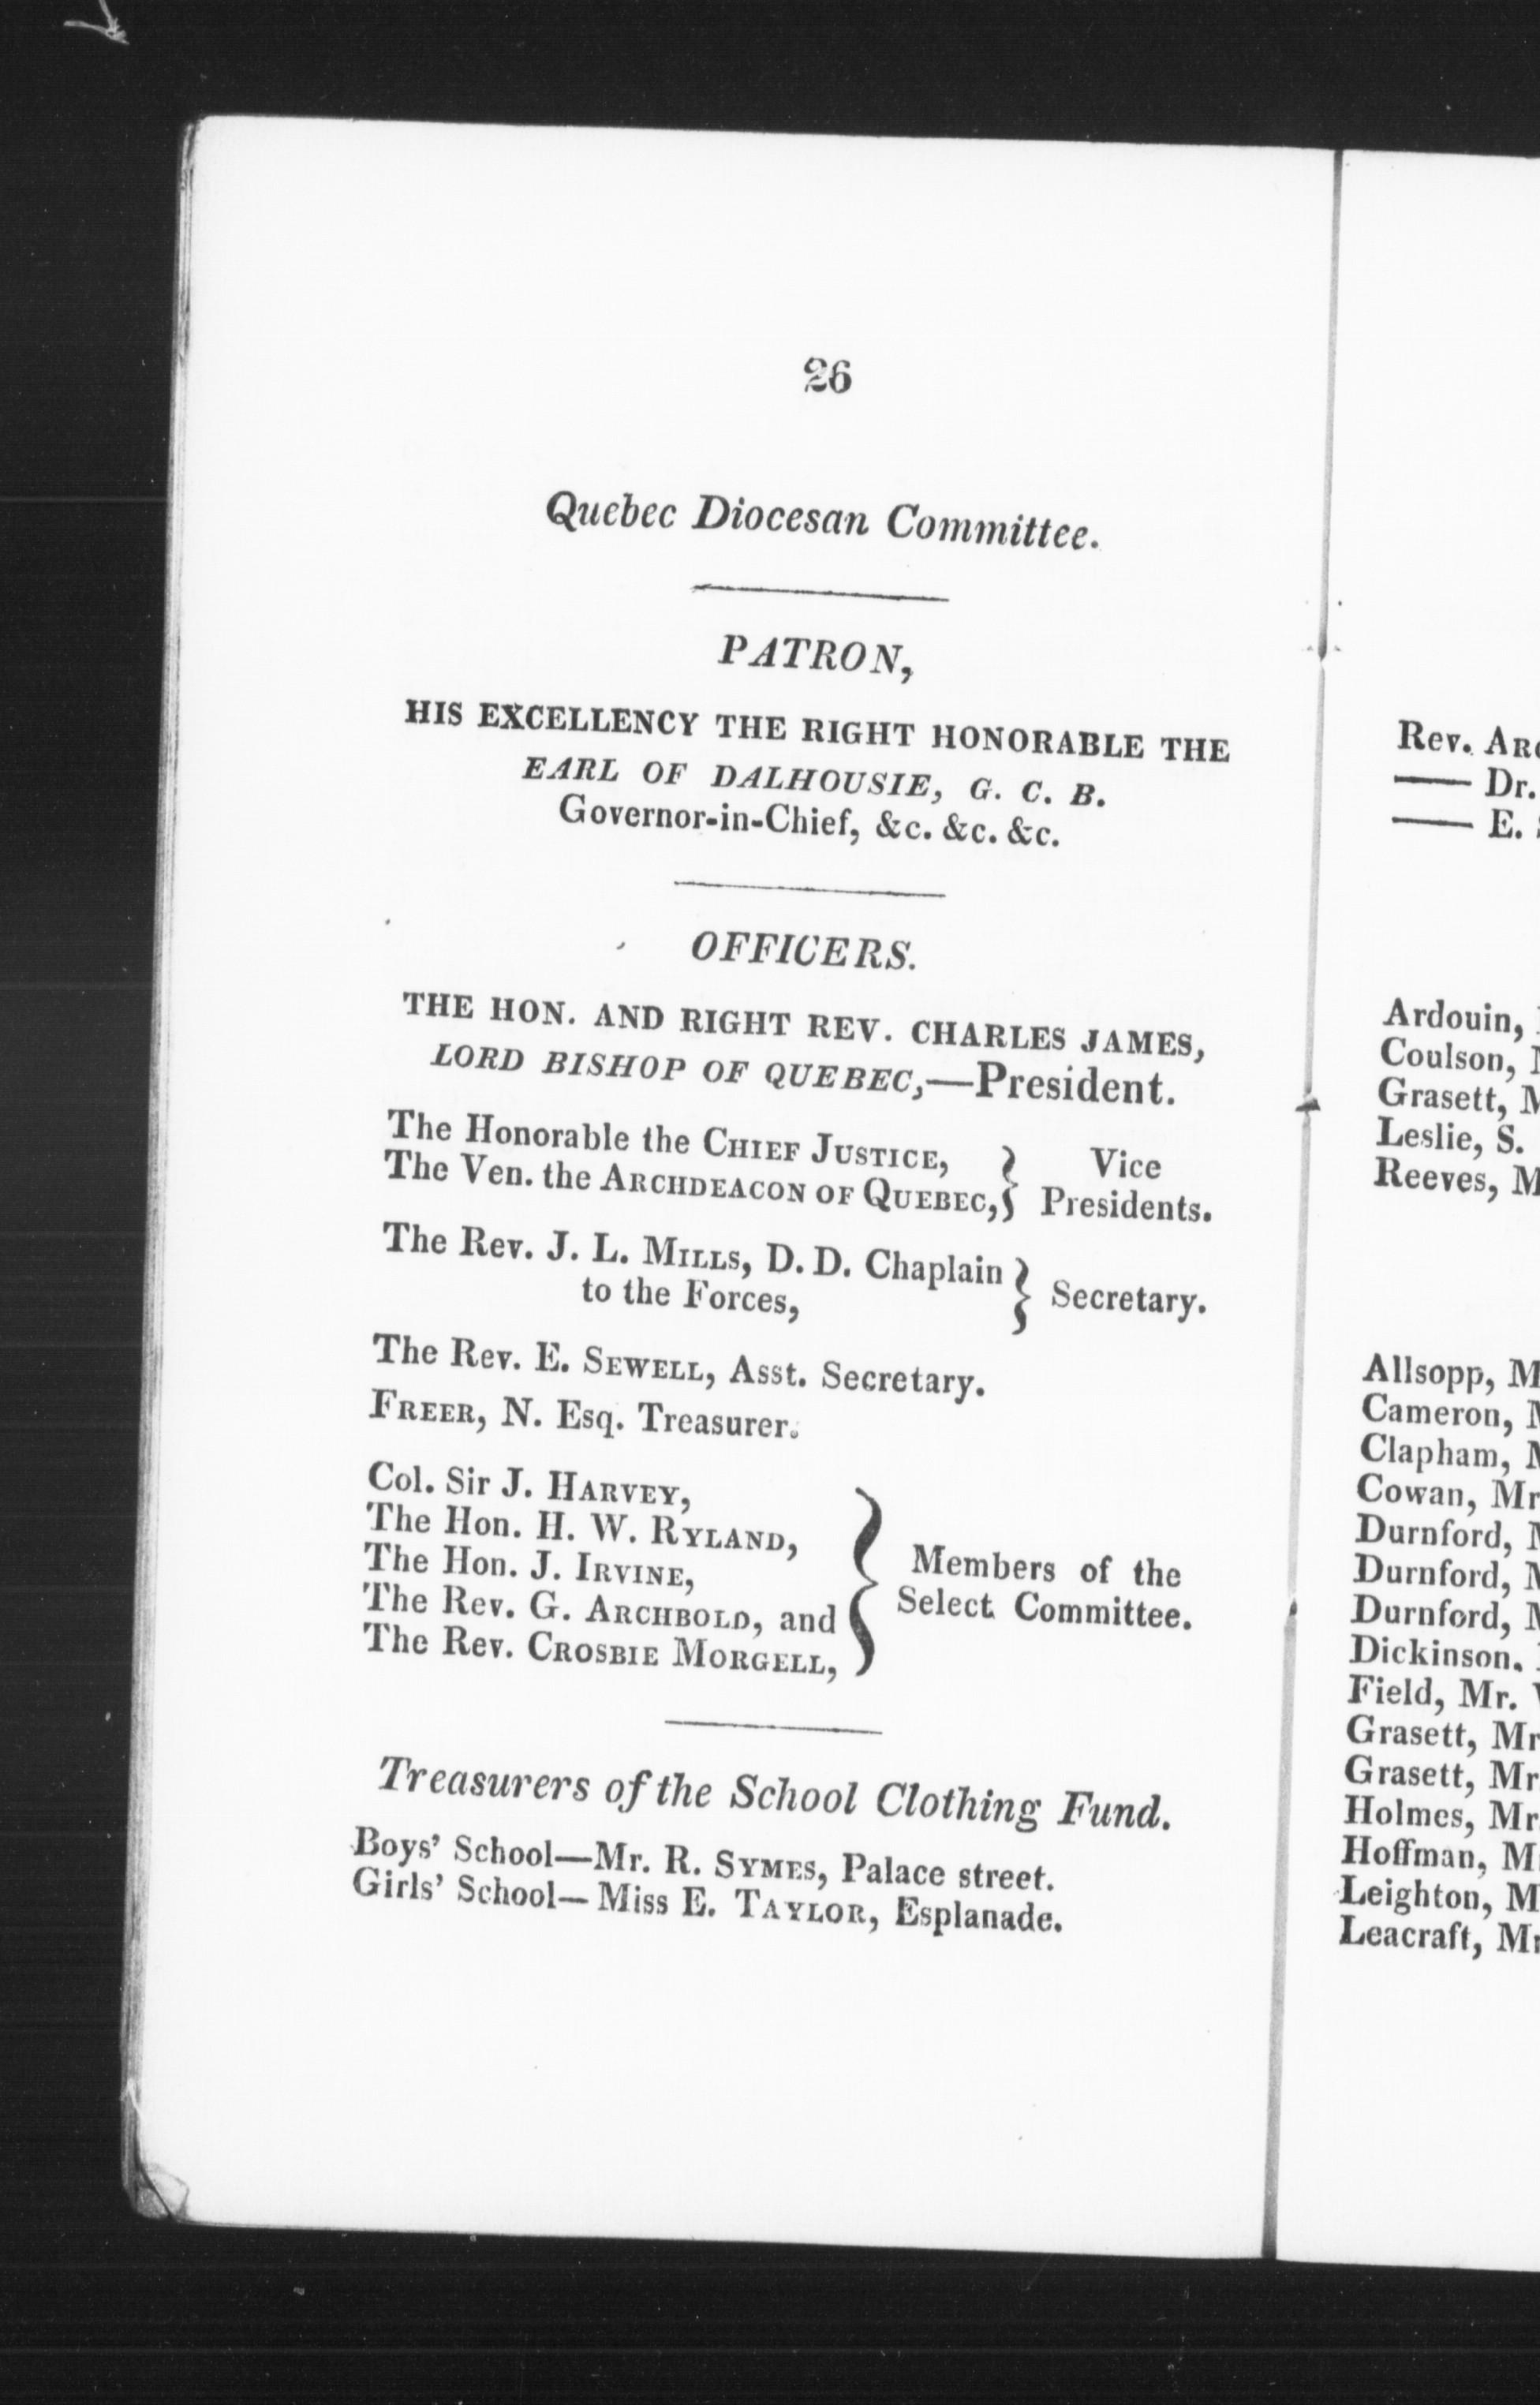 26
Quebec Diocesan Committee.
PATRON,
HIS EXCELLENCY THE RIGHT HONORABLE THE
EARL OF DALHOUSIE, G. C. B.
Governor-in-Chief, &c. &c. &c.
OFFICERS.
THE HON. AND RIGHT REV. CHARLES JAMES,
LORD BISHOP OF QUEBEC,—President.
The Honorable the CHIEF JUSTICE, } Vice
The Ven. the ARCHDEACON OF QUEBEC, } Presidents.
The Rev. J. L. MILLS, D. D. Chaplain
to the Forces, } Secretary.
The Rev. E. SEWELL, Asst. Secretary.
FREER, N. Esq. Treasurer.
Col. Sir J. HARVEY,
The Hon. H. W. RYLAND,
The Hon. J. IRVINE, } Members of the
The Rev. G. ARCHBOLD, and Select Committee.
The Rev. CROSBIE MORGELL,
Treasurers of the School Clothing Fund.
Boys' School—Mr. R. SYMES, Palace street.
Girls' School—Miss E. TAYLOR, Esplanade.
Rev.
—— Dr.
—— E.
Ardouin,
Coulson,
Grasett,
Leslie, S.
Reeves,
Allsopp,
Cameron,
Clapham,
Cowan, Mr
Durnford,
Durnford,
Durnford,
Dickinson.
Field, Mr.
Grasett, Mr
Grasett, Mr
Holmes, Mr
Hoffman,
Leighton,
Leacraft,